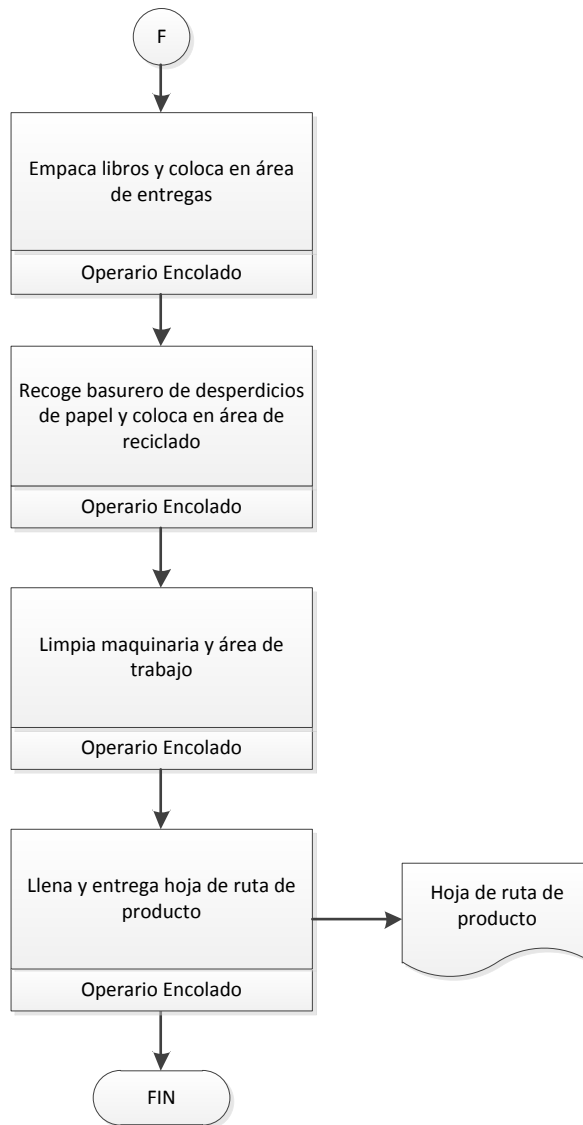 F
Empaca libros y coloca en área
de entregas
Operario Encolado
Recoge basurero de desperdicios
de papel y coloca en área de
reciclado
Operario Encolado
Limpia maquinaria y área de
trabajo
Operario Encolado
Llena y entrega hoja de ruta de
producto
Operario Encolado
Hoja de ruta de
producto
FIN